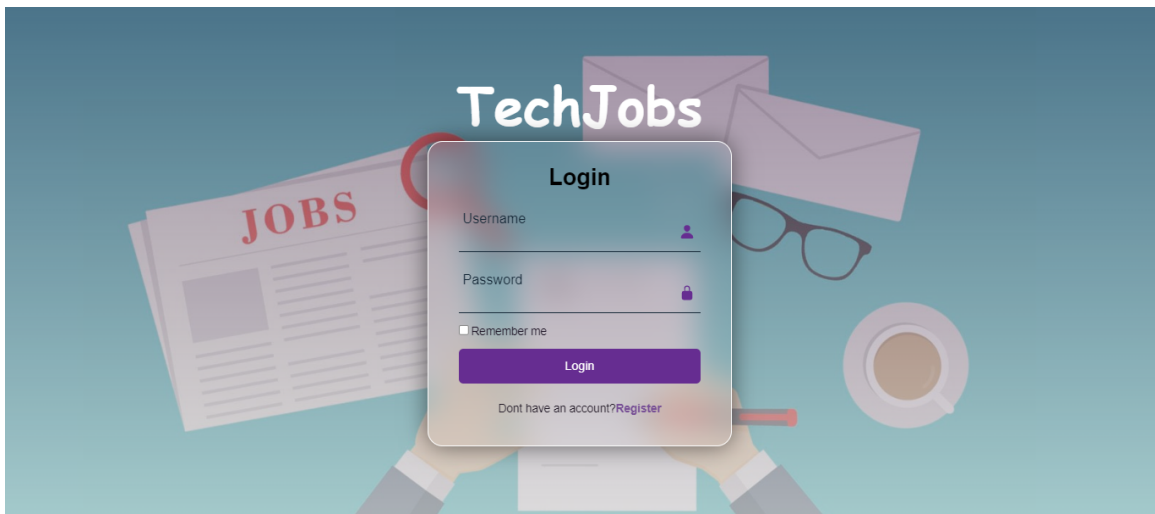 TechJobs
JOBS
Login
Username
Password
Remember me
Login
Dont have an account?Register